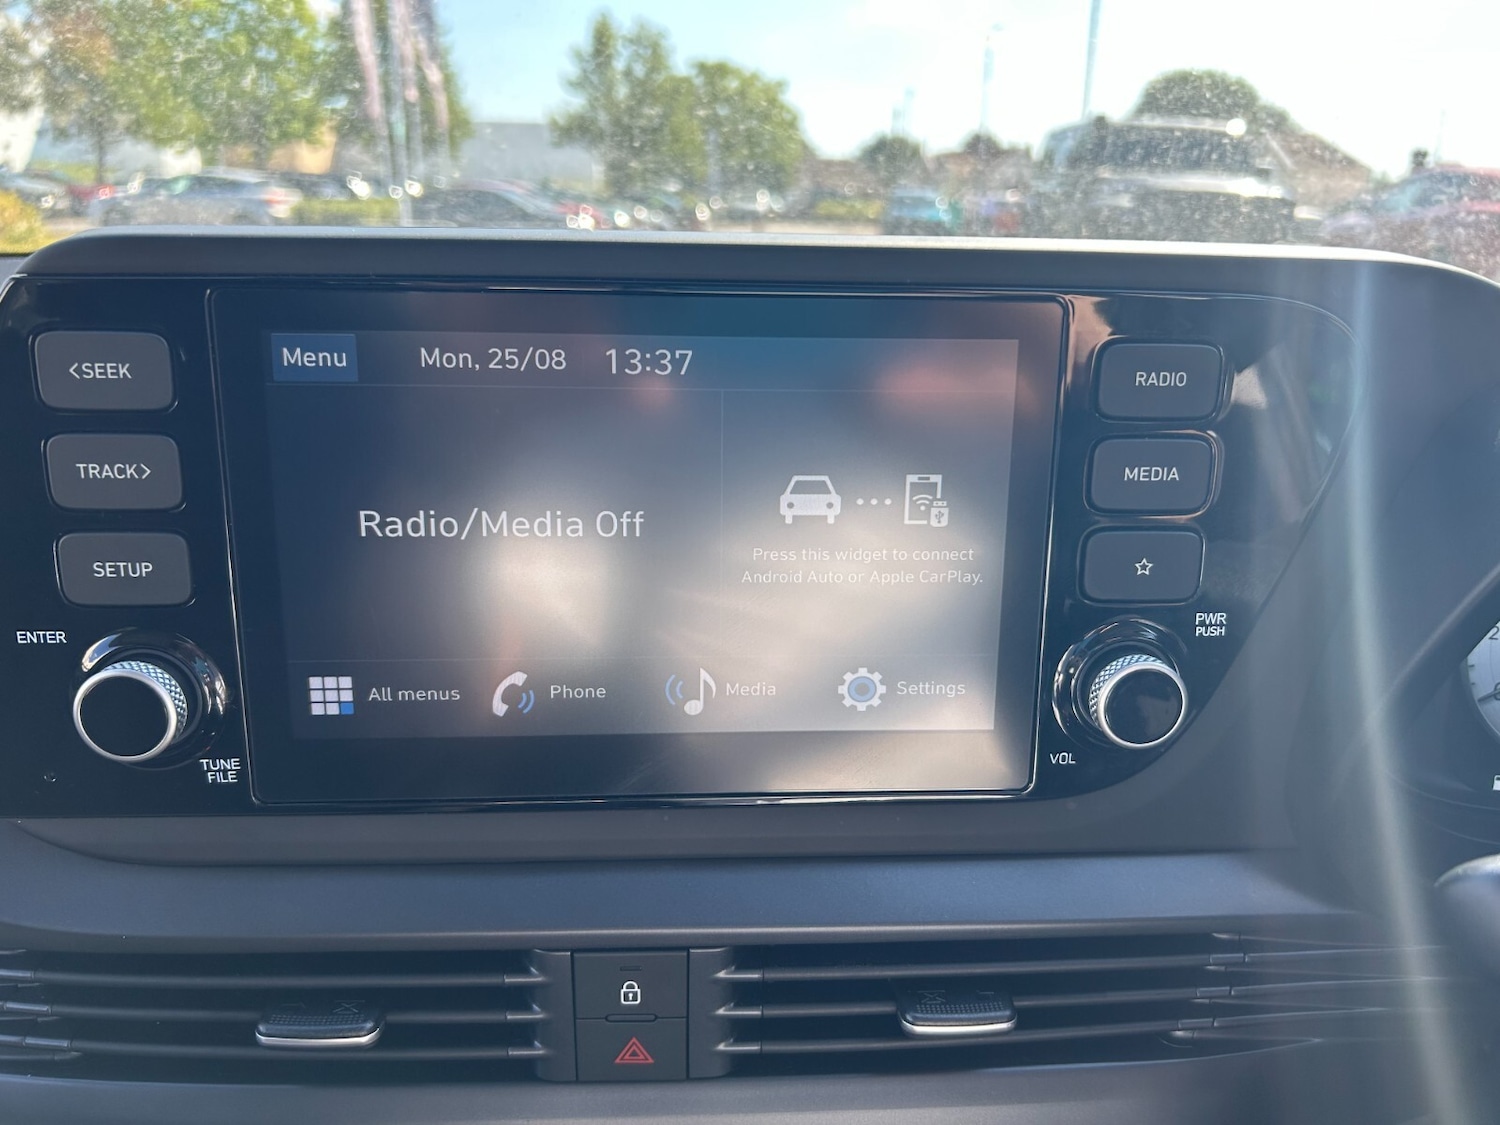 <SEEK
TRACK>
SETUP
ENTER
TUNE
FILE
Menu
Mon, 25/08
13:37
Radio/Media Off
Press this widget to connect
Android Auto or Apple CarPlay.
All menus
Phone
Media
Settings
RADIO
MEDIA
PWR
PUSH
VOL